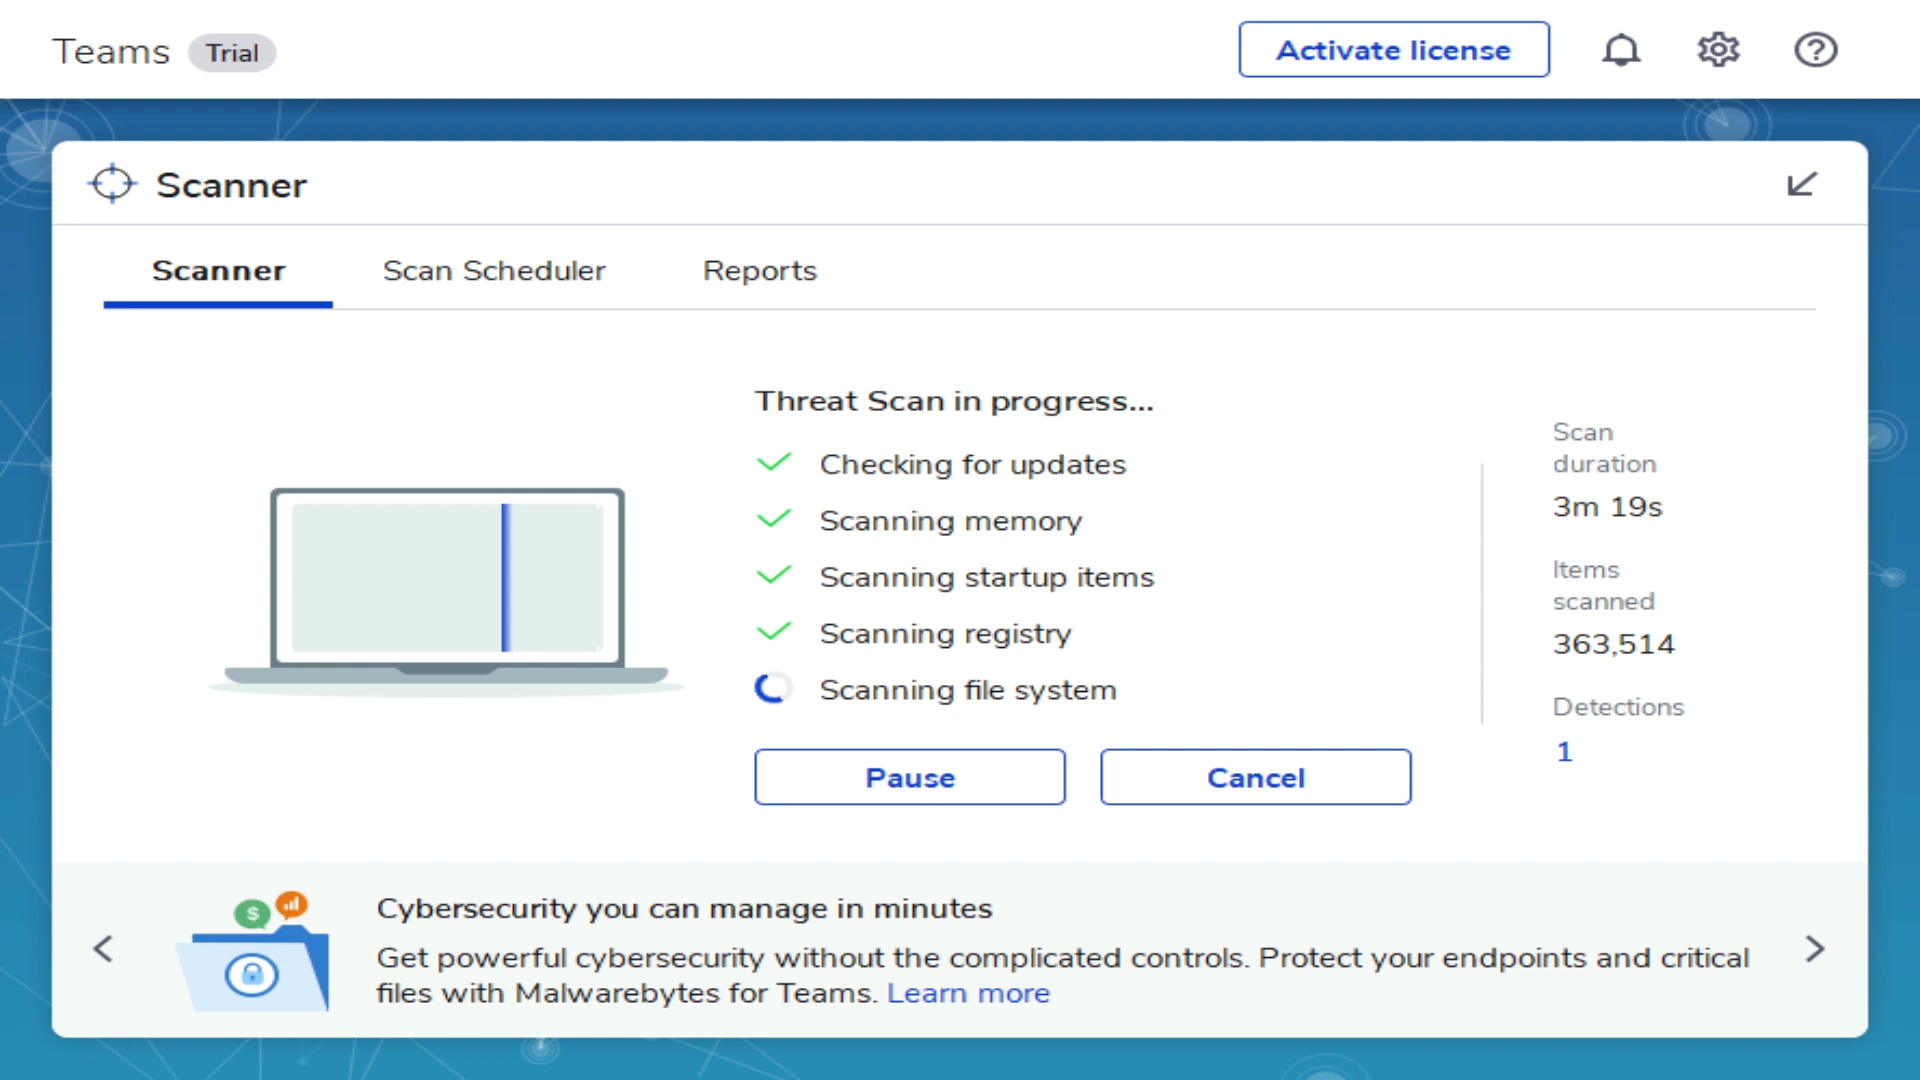 Teams Trial
Activate license
Scanner
Scanner
Scan Scheduler
Reports
Threat Scan in progress...
Checking for updates
Scanning memory
Scanning startup items
Scanning registry
Scanning file system
Pause
Cancel
Scan
duration
3m 19s
Items
scanned
363,514
Detections
1
Cybersecurity you can manage in minutes
Get powerful cybersecurity without the complicated controls. Protect your endpoints and critical
files with Malwarebytes for Teams. Learn more